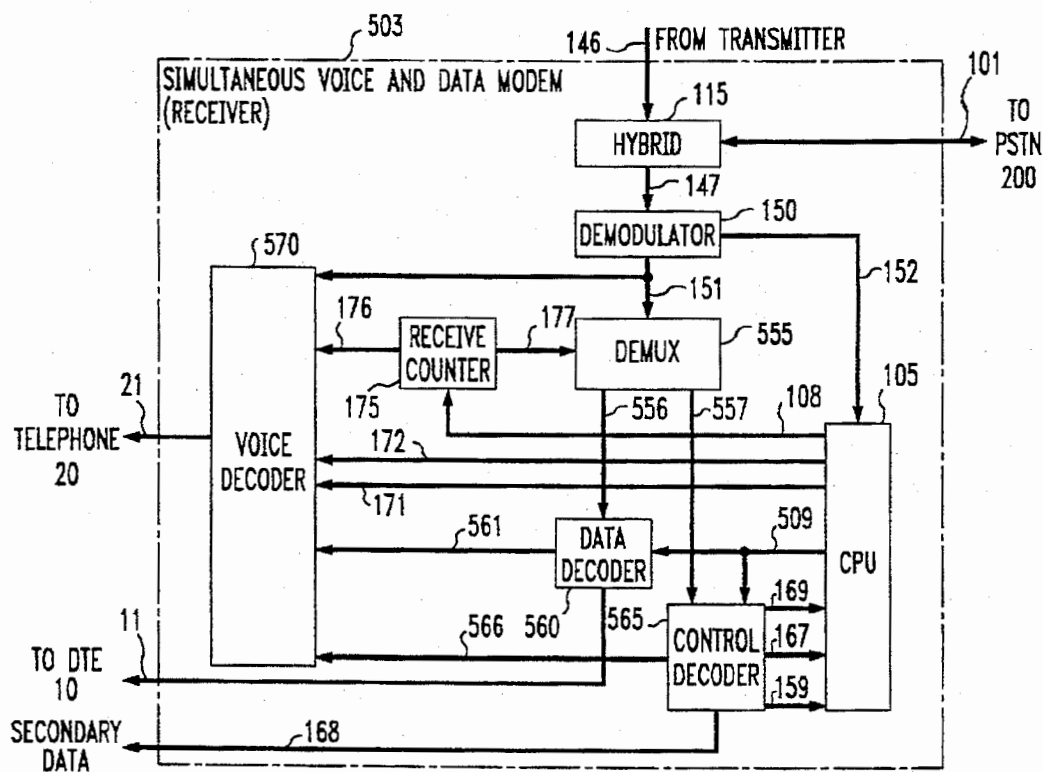 503
146
FROM TRANSMITTER
SIMULTANEOUS VOICE AND DATA MODEM
(RECEIVER)
115
101
HYBRID
TO
PSTN
200
147
150
DEMODULATOR
570
152
151
176
177
RECEIVE
COUNTER
DEMUX
555
175
105
21
556
557
108
TO
TELEPHONE
20
VOICE
DECODER
172
171
561
DATA
DECODER
509
CPU
169
11
566
560
565
CONTROL
DECODER
167
TO DTE
10
159
SECONDARY
DATA
168